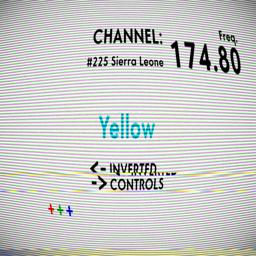 CHANNEL:
Freq.
#225 Sierra Leone
174.80
Yellow
<- INVERTED
-> CONTROLS
+++